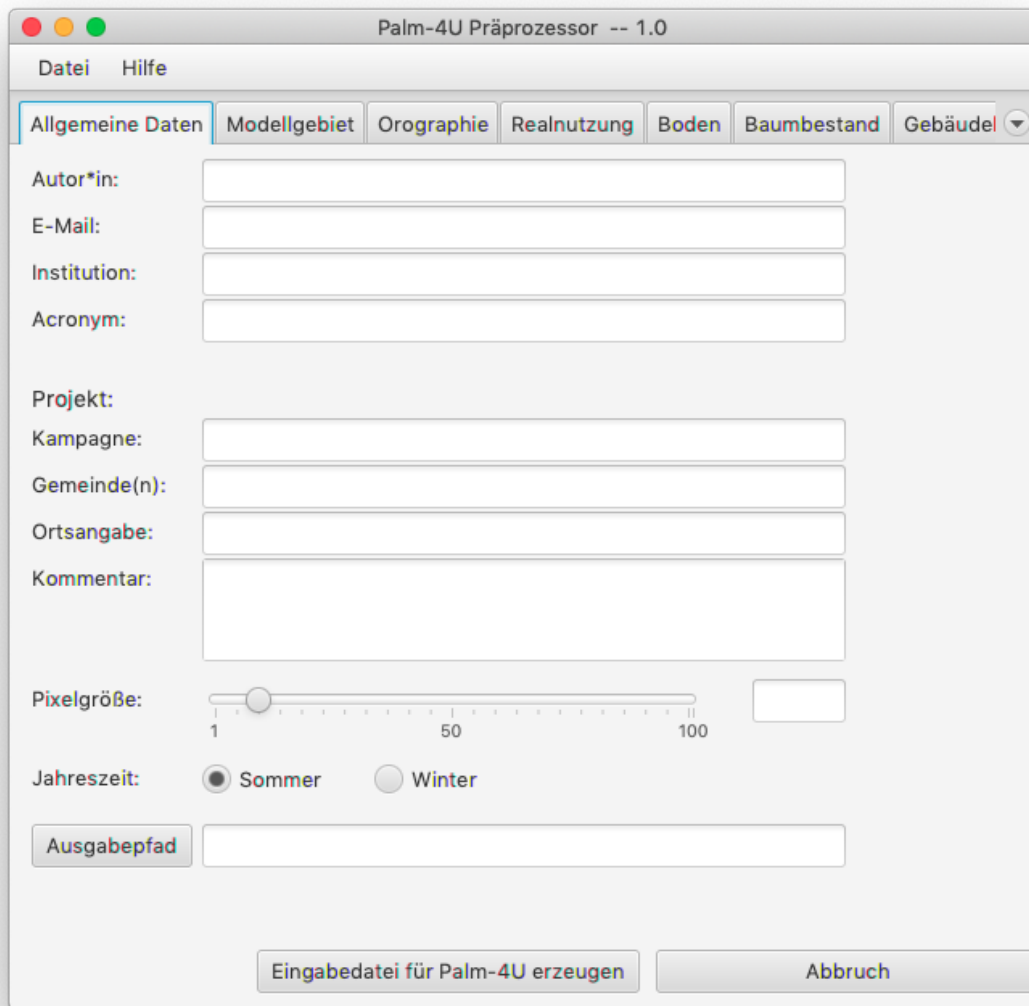 Palm-4U Präprozessor -- 1.0
Datei Hilfe
Allgemeine Daten Modellgebiet Orographie Realnutzung Boden Baumbestand
Autor*in:
E-Mail:
Institution:
Acronym:
Projekt:
Kampagne:
Gemeinde(n):
Ortsangabe:
Kommentar:
Pixelgröße:
1 50 100
Jahreszeit: Sommer Winter
Ausgabepfad
Eingabedatei für Palm-4U erzeugen Abbruch